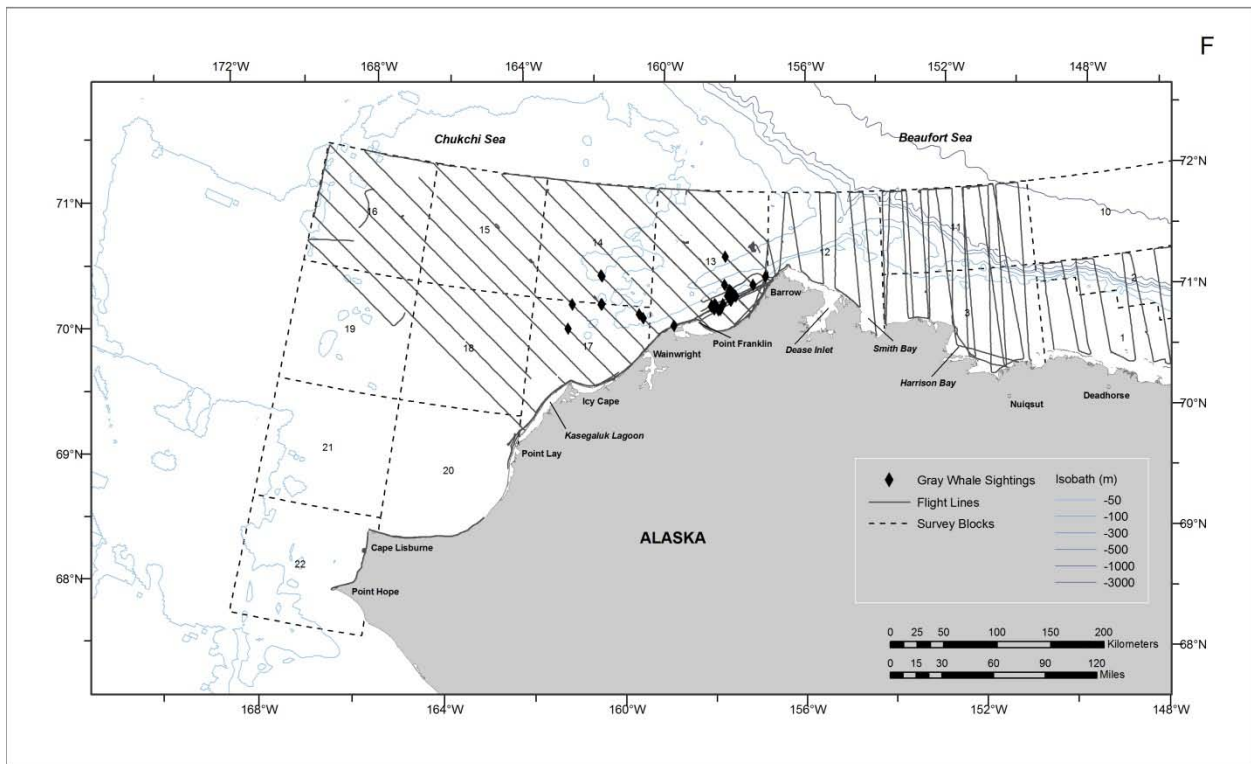 F
172°W 168°W 164°W 160°W 156°W 152°W 148°W
Chukchi Sea
Beaufort Sea
72°N
71°N
16
15
14
13
12
11
10
71°N
70°N
Barrow
19
18
17
3
1
Point Franklin
Wainwright
Dease Inlet
Smith Bay
Harrison Bay
Nuiqsut
Deadhorse
Icy Cape
Kasegaluk Lagoon
70°N
69°N
21
20
Point Lay
Gray Whale Sightings
Flight Lines
Survey Blocks
Isobath (m)
-50
-100
-300
-500
-1000
-3000
69°N
ALASKA
Cape Lisburne
22
Point Hope
68°N
0 25 50 100 150 200
Kilometers
0 15 30 60 90 120
Miles
68°N
168°W 164°W 160°W 156°W 152°W 148°W